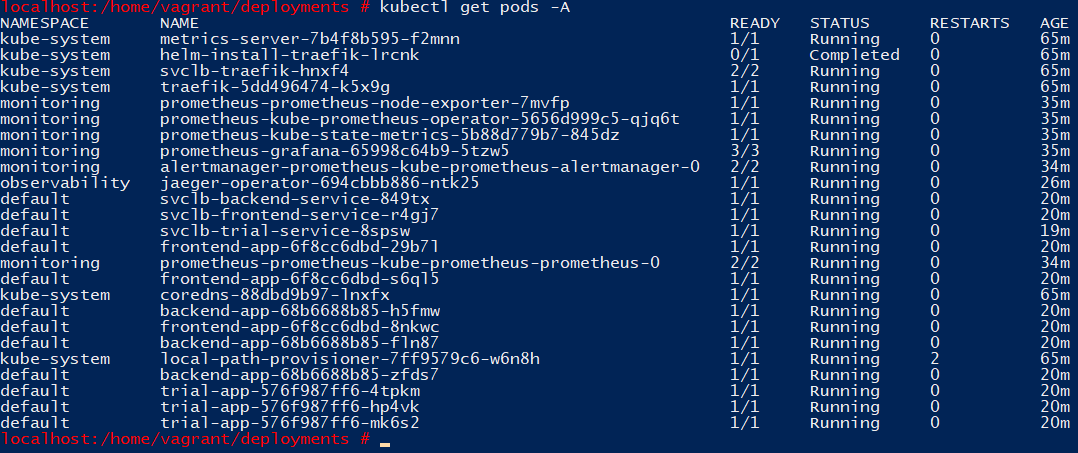 localhost:/home/vagrant/deployments # kubectl get pods -A
NAMESPACE NAME READY STATUS RESTARTS AGE
kube-system metrics-server-7b4f8b595-f2mnn 1/1 Running 0 65m
kube-system helm-install-traefik-lrcnk 0/1 Completed 0 65m
kube-system svclb-traefik-hnxf4 2/2 Running 0 65m
kube-system traefik-5dd496474-k5x9g 1/1 Running 0 65m
monitoring prometheus-prometheus-node-exporter-7mvfp 1/1 Running 0 35m
monitoring prometheus-kube-prometheus-operator-5656d999c5-qjq6t 1/1 Running 0 35m
monitoring prometheus-kube-state-metrics-5b88d779b7-845dz 1/1 Running 0 35m
monitoring prometheus-grafana-65998c64b9-5tzw5 3/3 Running 0 35m
monitoring alertmanager-prometheus-kube-prometheus-alertmanager-0 2/2 Running 0 34m
observability jaeger-operator-694cbbb886-ntk25 1/1 Running 0 26m
default svclb-backend-service-849tx 1/1 Running 0 20m
default svclb-frontend-service-r4gj7 1/1 Running 0 20m
default svclb-trial-service-8spsw 1/1 Running 0 19m
default frontend-app-6f8cc6dbd-29b7l 1/1 Running 0 20m
monitoring prometheus-prometheus-kube-prometheus-prometheus-0 2/2 Running 0 34m
default frontend-app-6f8cc6dbd-s6ql5 1/1 Running 0 20m
kube-system coredns-88dbd9b97-lnxfx 1/1 Running 0 65m
default backend-app-68b6688b85-h5fmw 1/1 Running 0 20m
default frontend-app-6f8cc6dbd-8nkwc 1/1 Running 0 20m
default backend-app-68b6688b85-fln87 1/1 Running 0 20m
kube-system local-path-provisioner-7ff9579c6-w6n8h 1/1 Running 2 65m
default backend-app-68b6688b85-zfds7 1/1 Running 0 20m
default trial-app-576f987ff6-4tpkm 1/1 Running 0 20m
default trial-app-576f987ff6-hp4vk 1/1 Running 0 20m
default trial-app-576f987ff6-mk6s2 1/1 Running 0 20m
localhost:/home/vagrant/deployments #